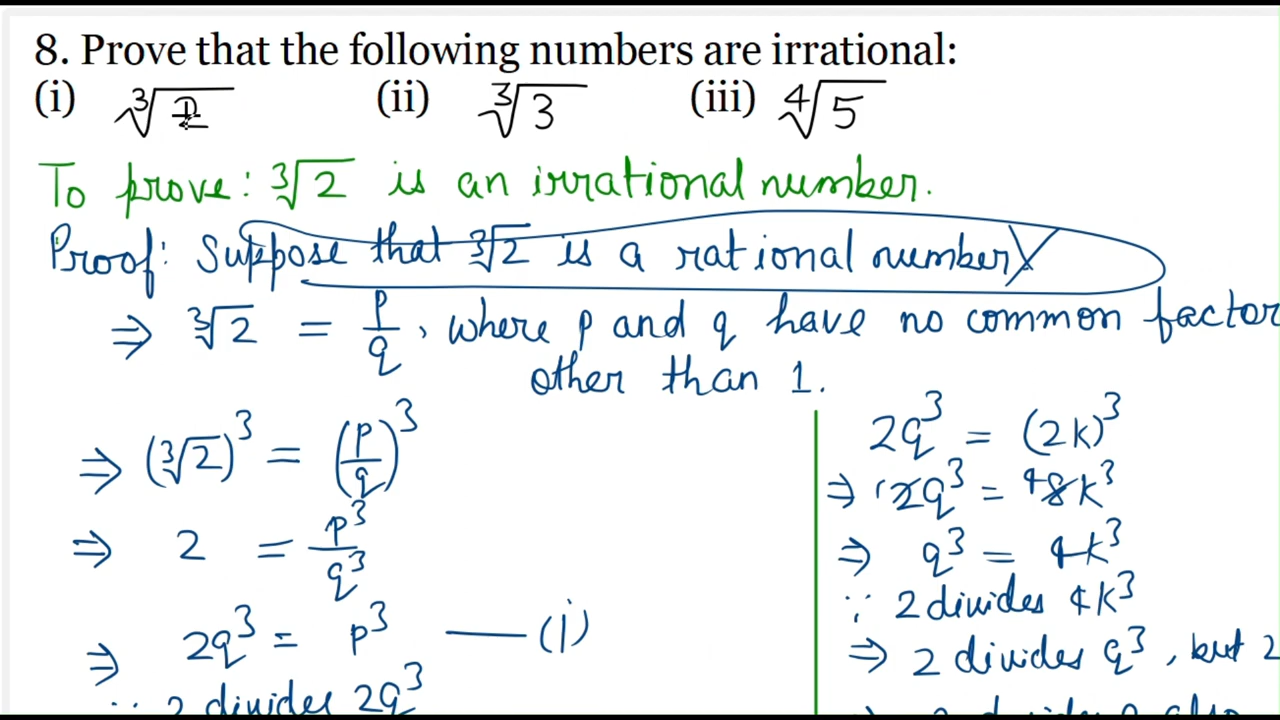 8. Prove that the following numbers are irrational:
(i) ∛2 (ii) ∛3 (iii) ∜5
To prove: ∛2 is an irrational number.
Proof: Suppose that ∛2 is a rational number
⇒ ∛2 = p/q, where p and q have no common factor
other than 1.
⇒ (∛2)³ = (p/q)³
⇒ 2 = p³/q³
⇒ 2q³ = p³ —— (i)
∵ 2 divides 2q³
2q³ = (2k)³
⇒ 2q³ = 8k³
⇒ q³ = 4k³
∵ 2 divides 4k³
⇒ 2 divides q³, but 2